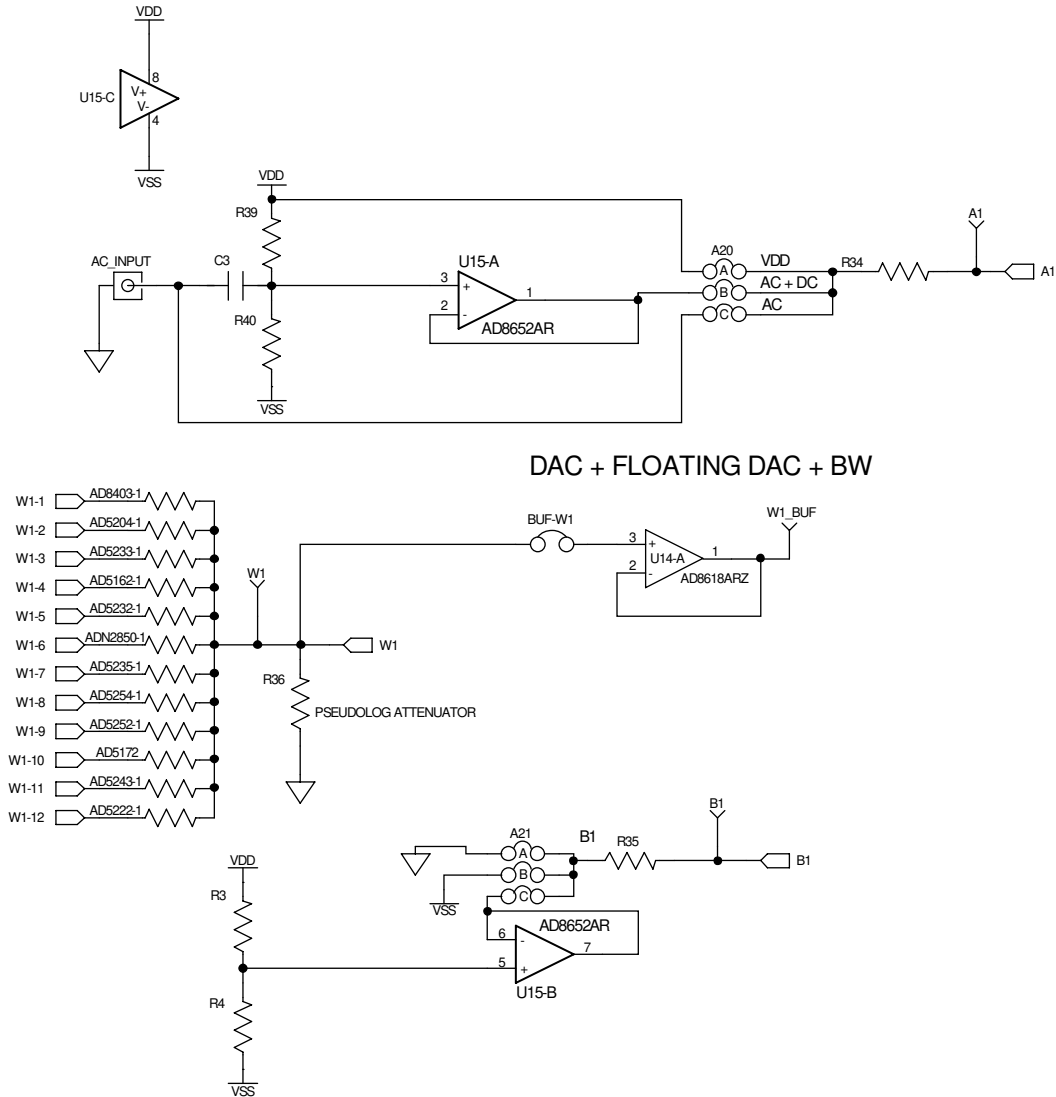 VDD
8
U15-C
V+
V-
4
VSS
VDD
R39
AC_INPUT
C3
R40
VSS
U15-A
3
+
2
-
1
AD8652AR
A20
A
VDD
B
AC + DC
C
AC
R34
A1
A1
DAC + FLOATING DAC + BW
W1-1
AD8403-1
W1-2
AD5204-1
W1-3
AD5233-1
W1-4
AD5162-1
W1-5
AD5232-1
W1-6
ADN2850-1
W1-7
AD5235-1
W1-8
AD5254-1
W1-9
AD5252-1
W1-10
AD5172
W1-11
AD5243-1
W1-12
AD5222-1
W1
W1
R36
PSEUDOLOG ATTENUATOR
BUF-W1
3
+
2
-
U14-A
1
AD8618ARZ
W1_BUF
VDD
R3
R4
VSS
A21
A
B
C
VSS
B1
R35
B1
B1
AD8652AR
6
-
5
+
7
U15-B